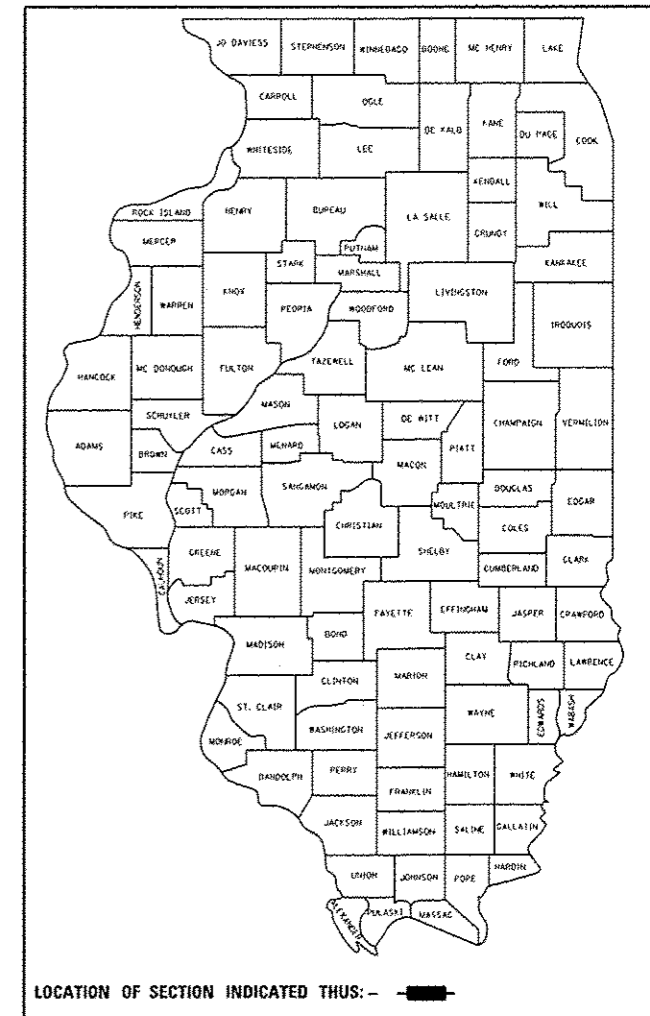 JO DAVIESS STEPHENSON WINNEBAGO BOONE MC HENRY LAKE
CARROLL OGLE DE KALB KANE DU PAGE COOK
WHITESIDE LEE KENDALL WILL
ROCK ISLAND HENRY BUREAU LA SALLE GRUNDY
MERCER PUTNAM KANKAKEE
STARK MARSHALL
HENDERSON WARREN KNOX PEORIA WOODFORD LIVINGSTON IROQUOIS
HANCOCK MC DONOUGH FULTON TAZEWELL MC LEAN FORD
MASON
SCHUYLER LOGAN DE WITT CHAMPAIGN VERMILION
ADAMS BROWN CASS MENARD PIATT
MACON
PIKE SCOTT MORGAN SANGAMON MOULTRIE DOUGLAS EDGAR
CHRISTIAN COLES
CALHOUN GREENE MACOUPIN MONTGOMERY SHELBY CUMBERLAND CLARK
JERSEY
FAYETTE EFFINGHAM JASPER CRAWFORD
MADISON BOND
CLAY RICHLAND LAWRENCE
CLINTON MARION
ST. CLAIR WAYNE EDWARDS WABASH
WASHINGTON JEFFERSON
MONROE
RANDOLPH PERRY HAMILTON WHITE
FRANKLIN
JACKSON WILLIAMSON SALINE GALLATIN
UNION JOHNSON POPE HARDIN
ALEXANDER PULASKI MASSAC
LOCATION OF SECTION INDICATED THUS: -